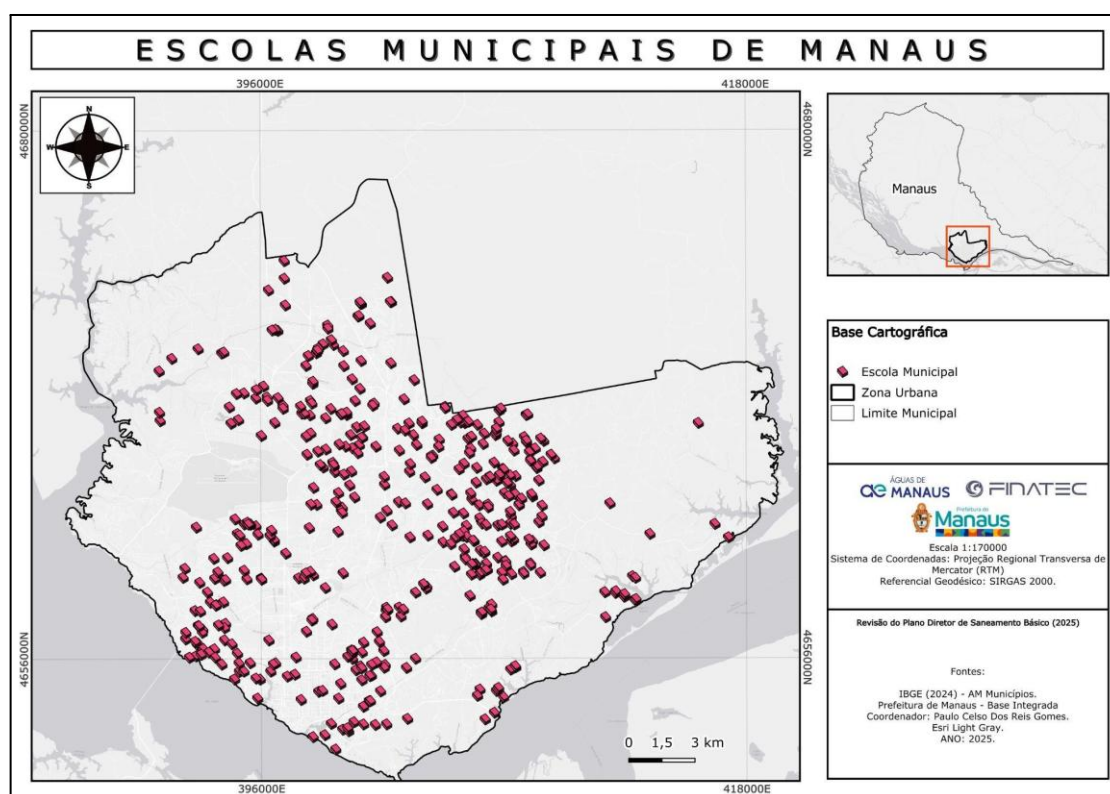 ESCOLAS MUNICIPAIS DE MANAUS
396000E
418000E
4680000N
4680000N
N
W
E
S
Manaus
Base Cartográfica
Escola Municipal
Zona Urbana
Limite Municipal
ÁGUAS DE
MANAUS
FINATEC
Prefeitura de
Manaus
Escala 1:170000
Sistema de Coordenadas: Projeção Regional Transversa de
Mercator (RTM)
Referencial Geodésico: SIRGAS 2000.
Revisão do Plano Diretor de Saneamento Básico (2025)
Fontes:
IBGE (2024) - AM Municípios.
Prefeitura de Manaus - Base Integrada
Coordenador: Paulo Celso Dos Reis Gomes.
Esri Light Gray.
ANO: 2025.
4656000N
4656000N
0 1,5 3 km
396000E
418000E